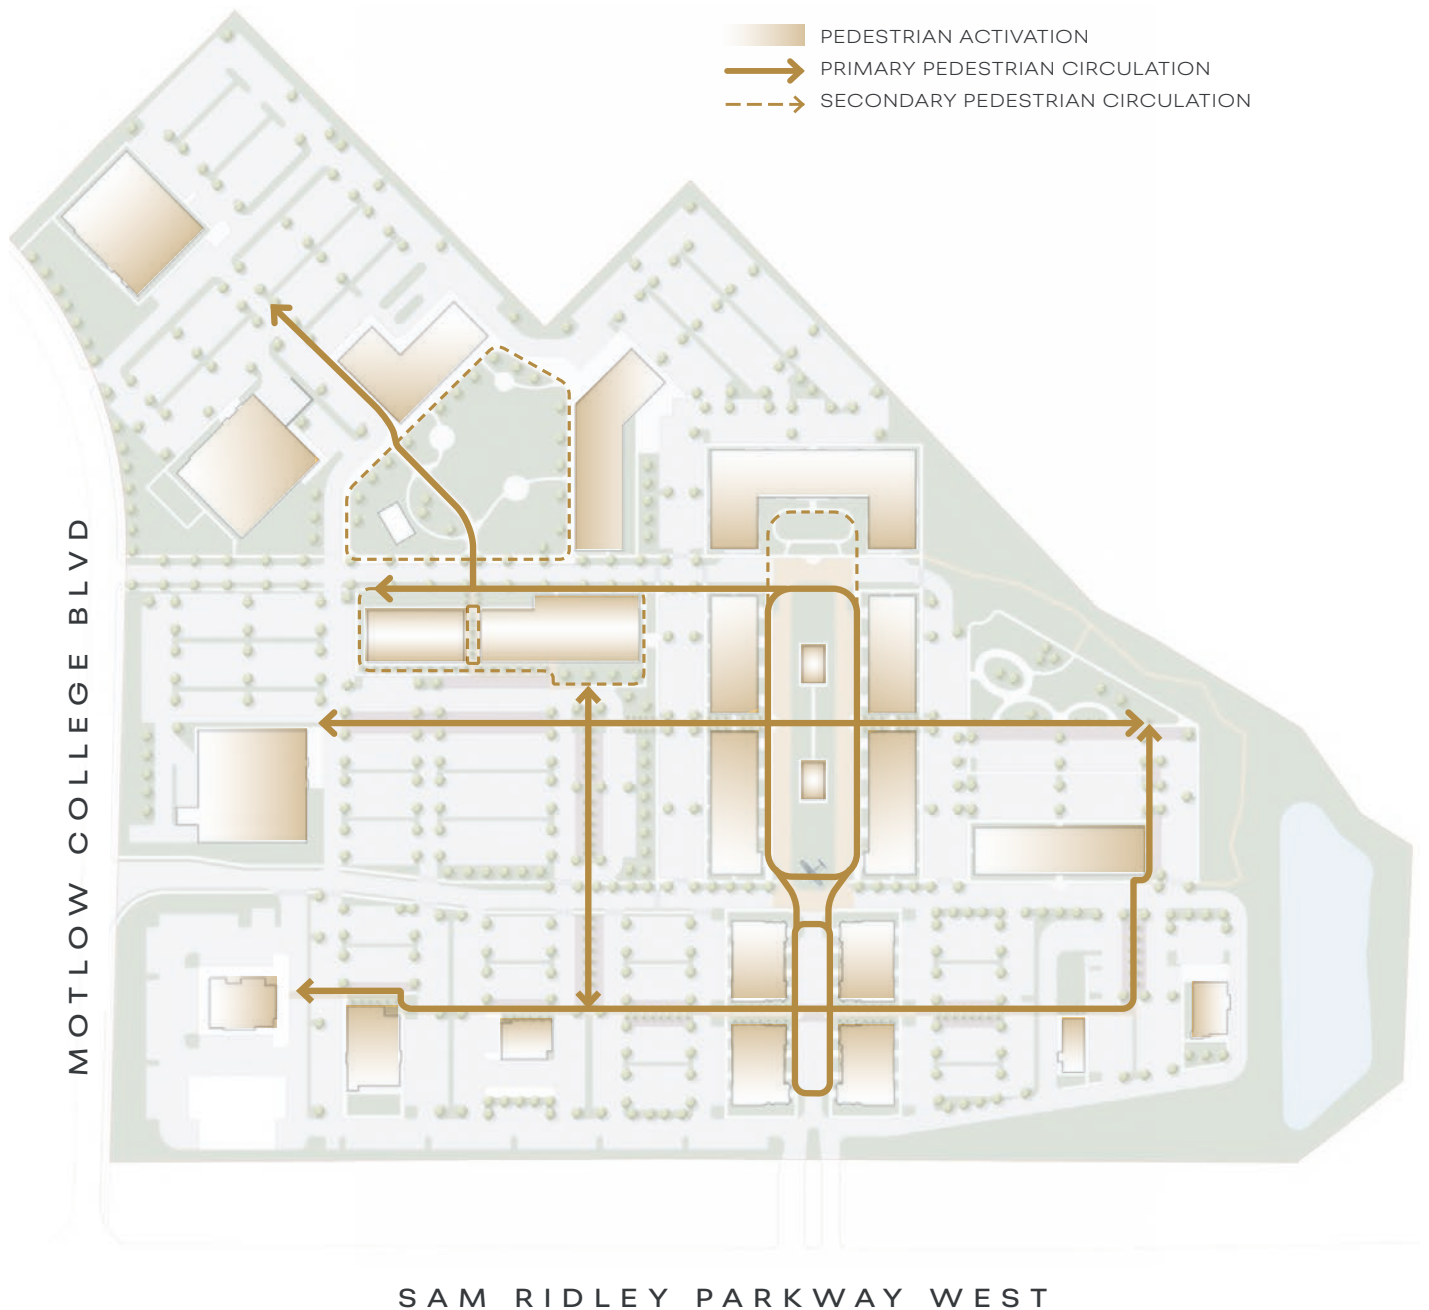 PEDESTRIAN ACTIVATION
PRIMARY PEDESTRIAN CIRCULATION
SECONDARY PEDESTRIAN CIRCULATION
MOTLOW COLLEGE BLVD
SAM RIDLEY PARKWAY WEST